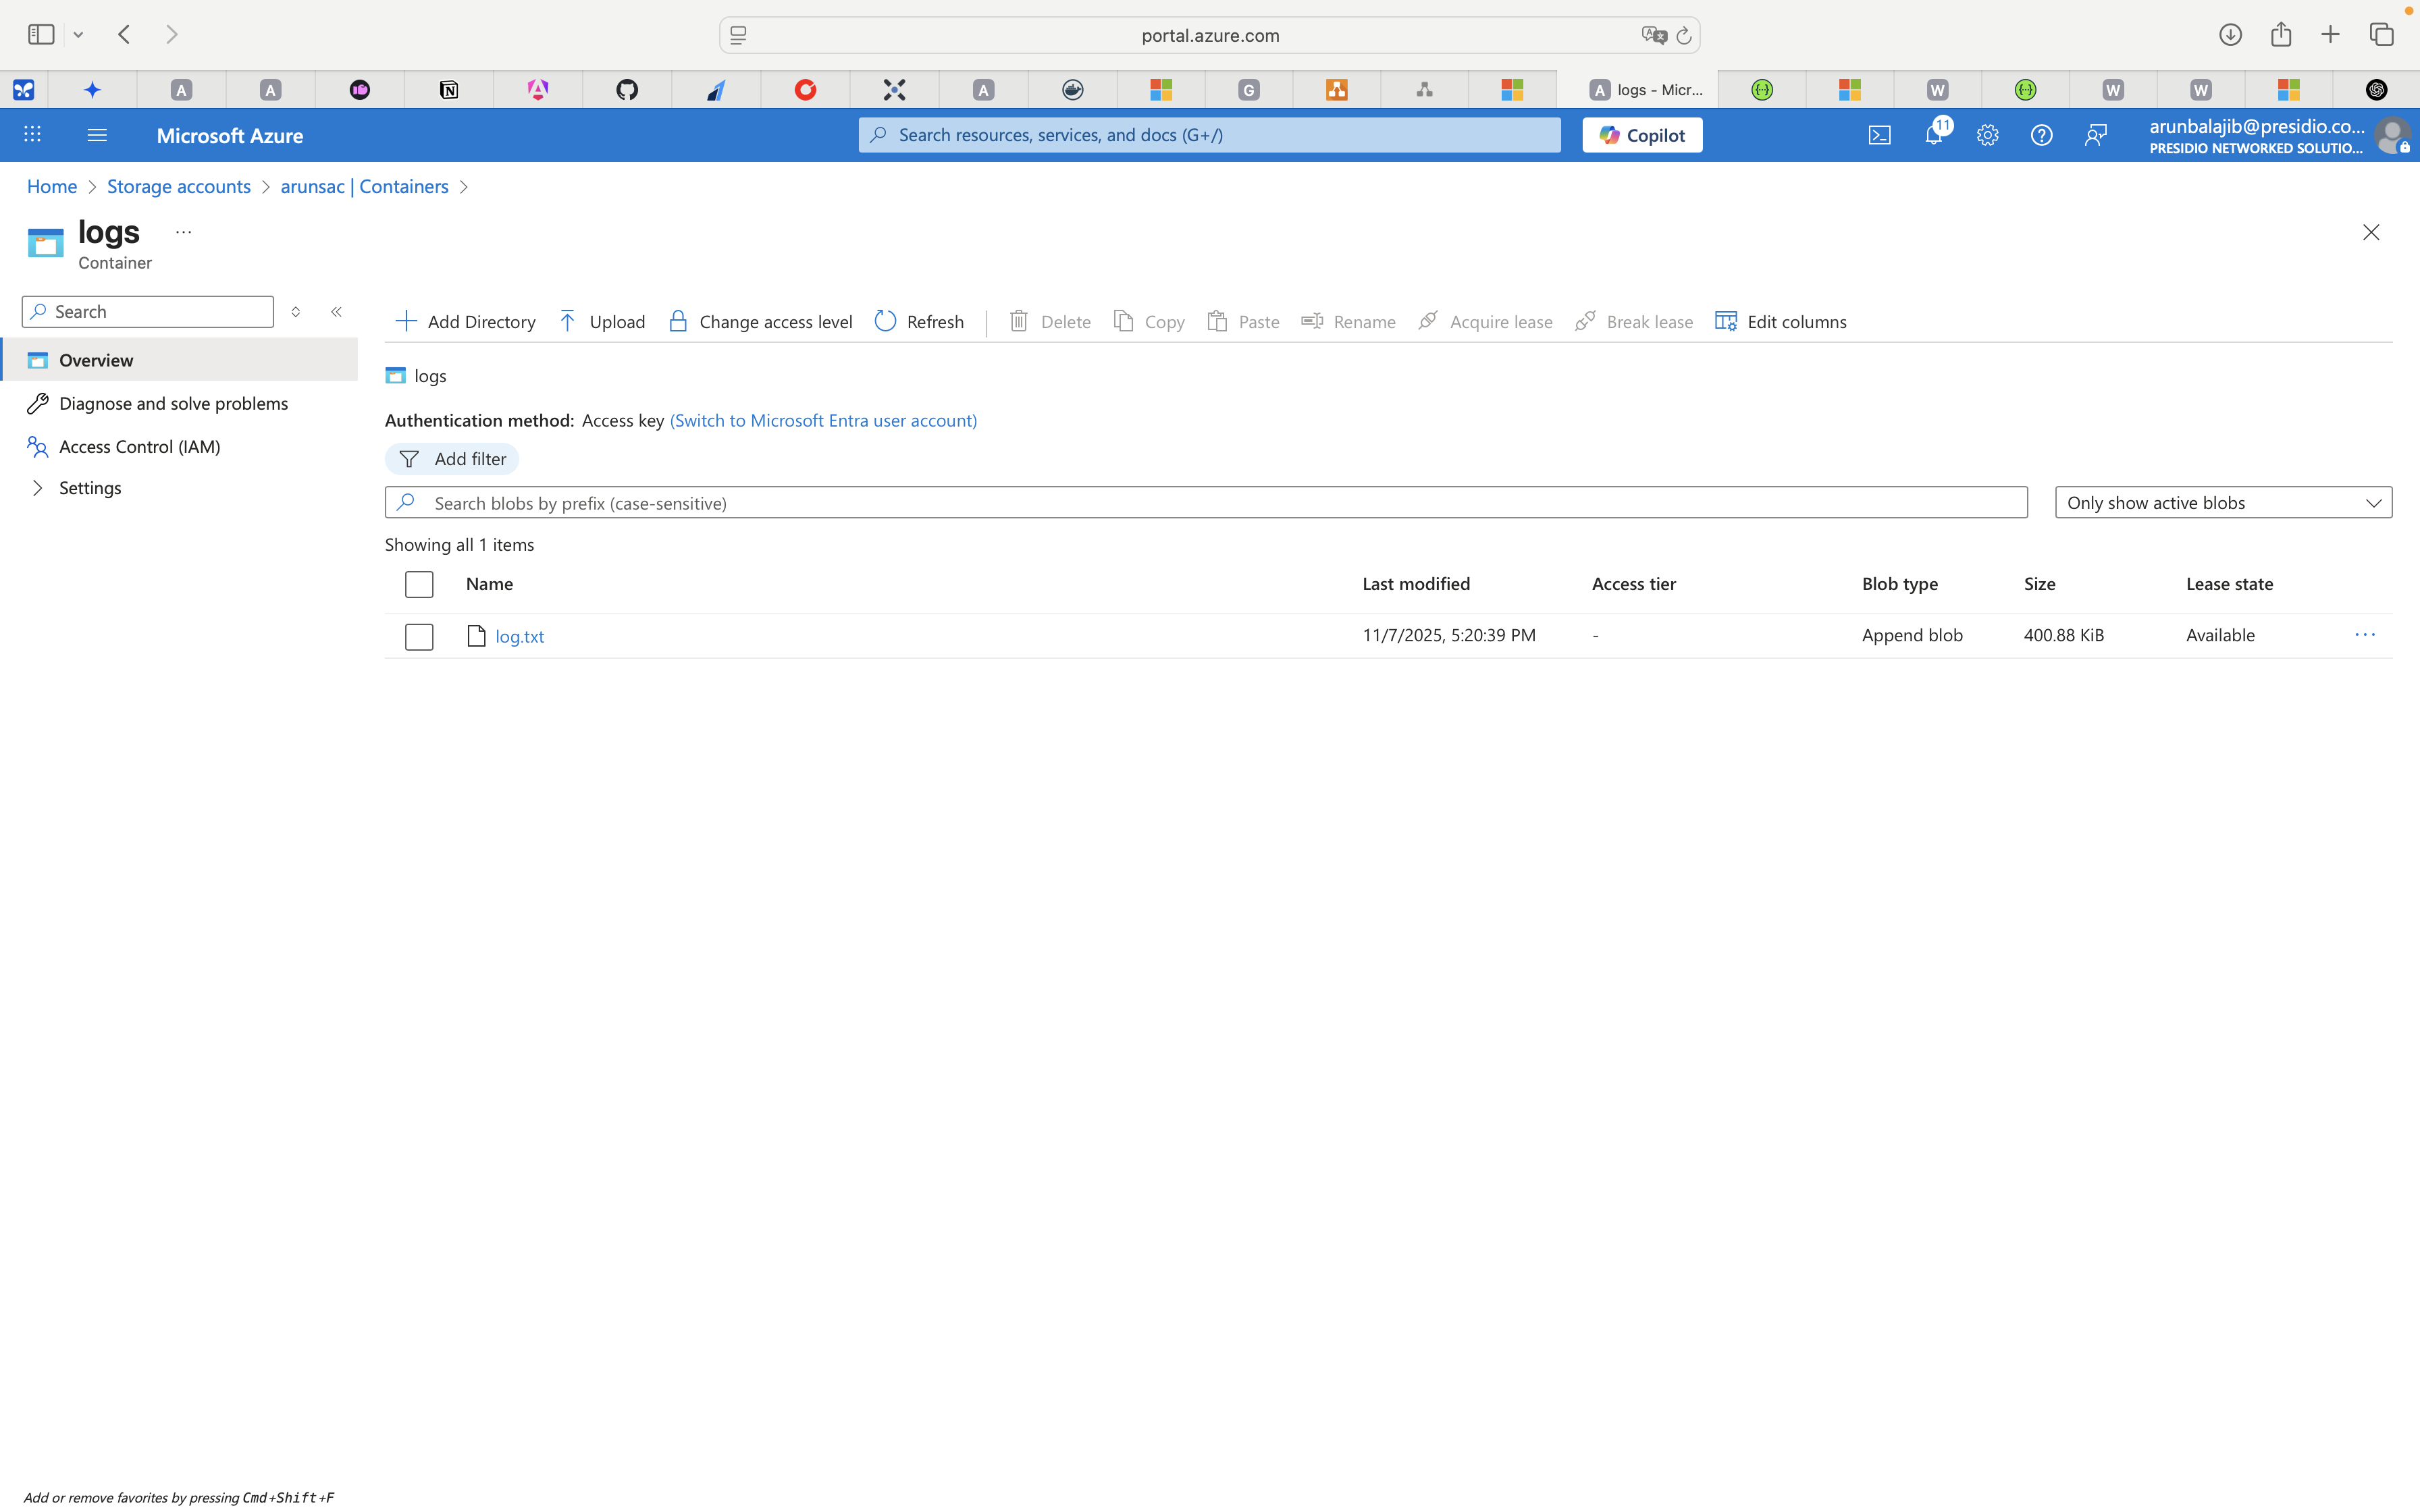 portal.azure.com
logs - Micr...
Microsoft Azure
Search resources, services, and docs (G+/)
Copilot
11
arunbalajib@presidio.co...
PRESIDIO NETWORKED SOLUTIO...
Home > Storage accounts > arunsac | Containers >
logs ...
Container
Search
Add Directory Upload Change access level Refresh Delete Copy Paste Rename Acquire lease Break lease Edit columns
Overview
Diagnose and solve problems
Access Control (IAM)
Settings
logs
Authentication method: Access key (Switch to Microsoft Entra user account)
Add filter
Search blobs by prefix (case-sensitive)
Only show active blobs
Showing all 1 items
Name Last modified Access tier Blob type Size Lease state
log.txt 11/7/2025, 5:20:39 PM - Append blob 400.88 KiB Available ...
Add or remove favorites by pressing Cmd+Shift+F